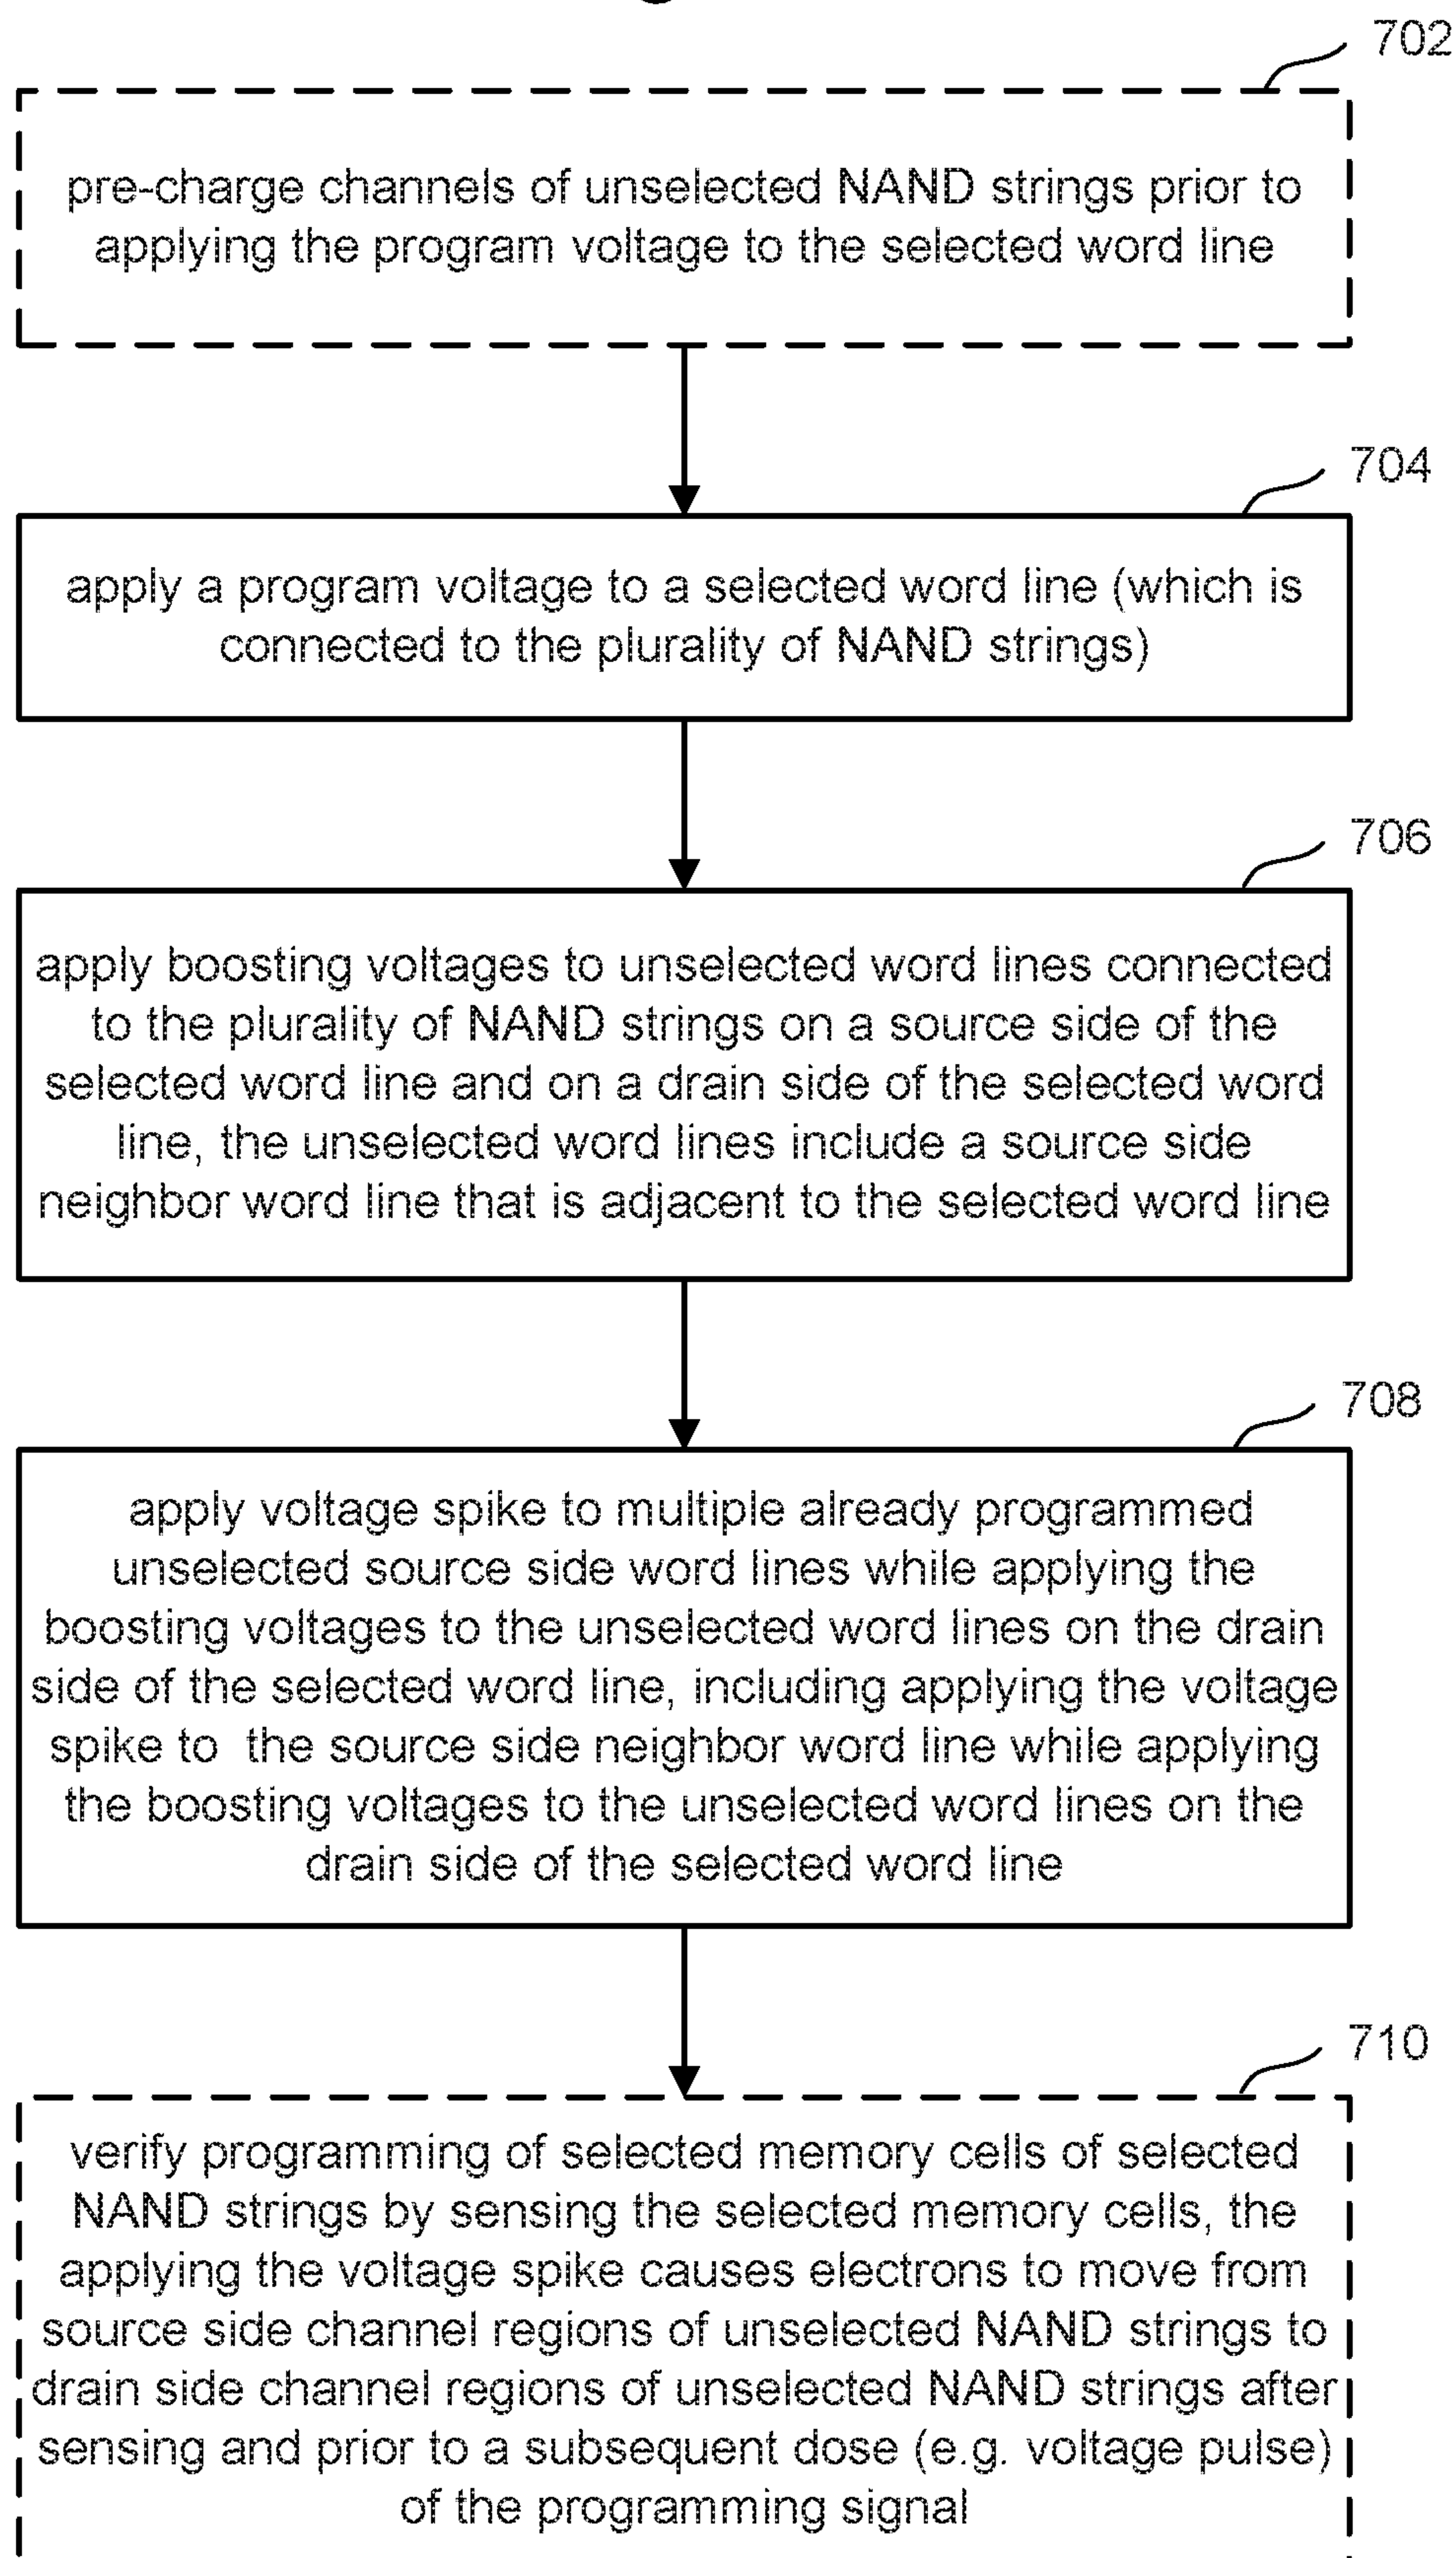 702
pre-charge channels of unselected NAND strings prior to
applying the program voltage to the selected word line
704
apply a program voltage to a selected word line (which is
connected to the plurality of NAND strings)
706
apply boosting voltages to unselected word lines connected
to the plurality of NAND strings on a source side of the
selected word line and on a drain side of the selected word
line, the unselected word lines include a source side
neighbor word line that is adjacent to the selected word line
708
apply voltage spike to multiple already programmed
unselected source side word lines while applying the
boosting voltages to the unselected word lines on the drain
side of the selected word line, including applying the voltage
spike to the source side neighbor word line while applying
the boosting voltages to the unselected word lines on the
drain side of the selected word line
710
verify programming of selected memory cells of selected
NAND strings by sensing the selected memory cells, the
applying the voltage spike causes electrons to move from
source side channel regions of unselected NAND strings to
drain side channel regions of unselected NAND strings after
sensing and prior to a subsequent dose (e.g. voltage pulse)
of the programming signal